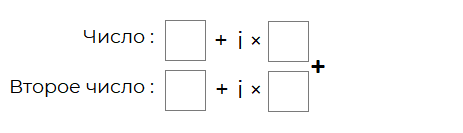 Число : + i ×
+
Второе число : + i ×